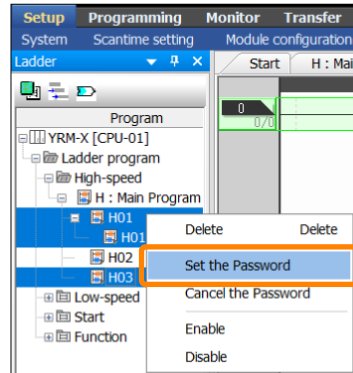 Setup Programming Monitor Transfer
System Scantime setting Module configuration
Ladder
Start H : Mai
Program
0
0/0
YRM-X [CPU-01]
Ladder program
High-speed
H : Main Program
H01
H01
H02
H03
Low-speed
Start
Function
Delete Delete
Set the Password
Cancel the Password
Enable
Disable